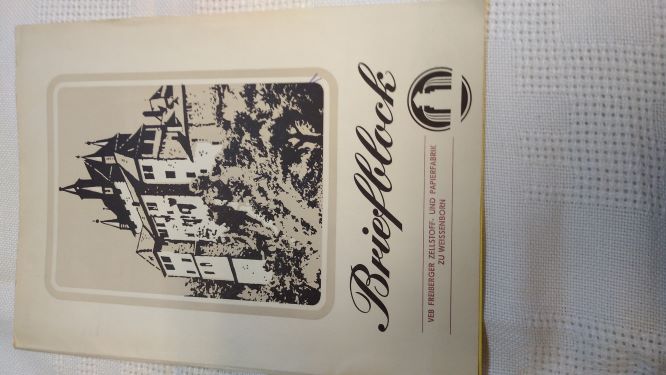 Briefblock
VEB FREIBERGER ZELLSTOFF- UND PAPIERFABRIK
ZU WEISSENBORN